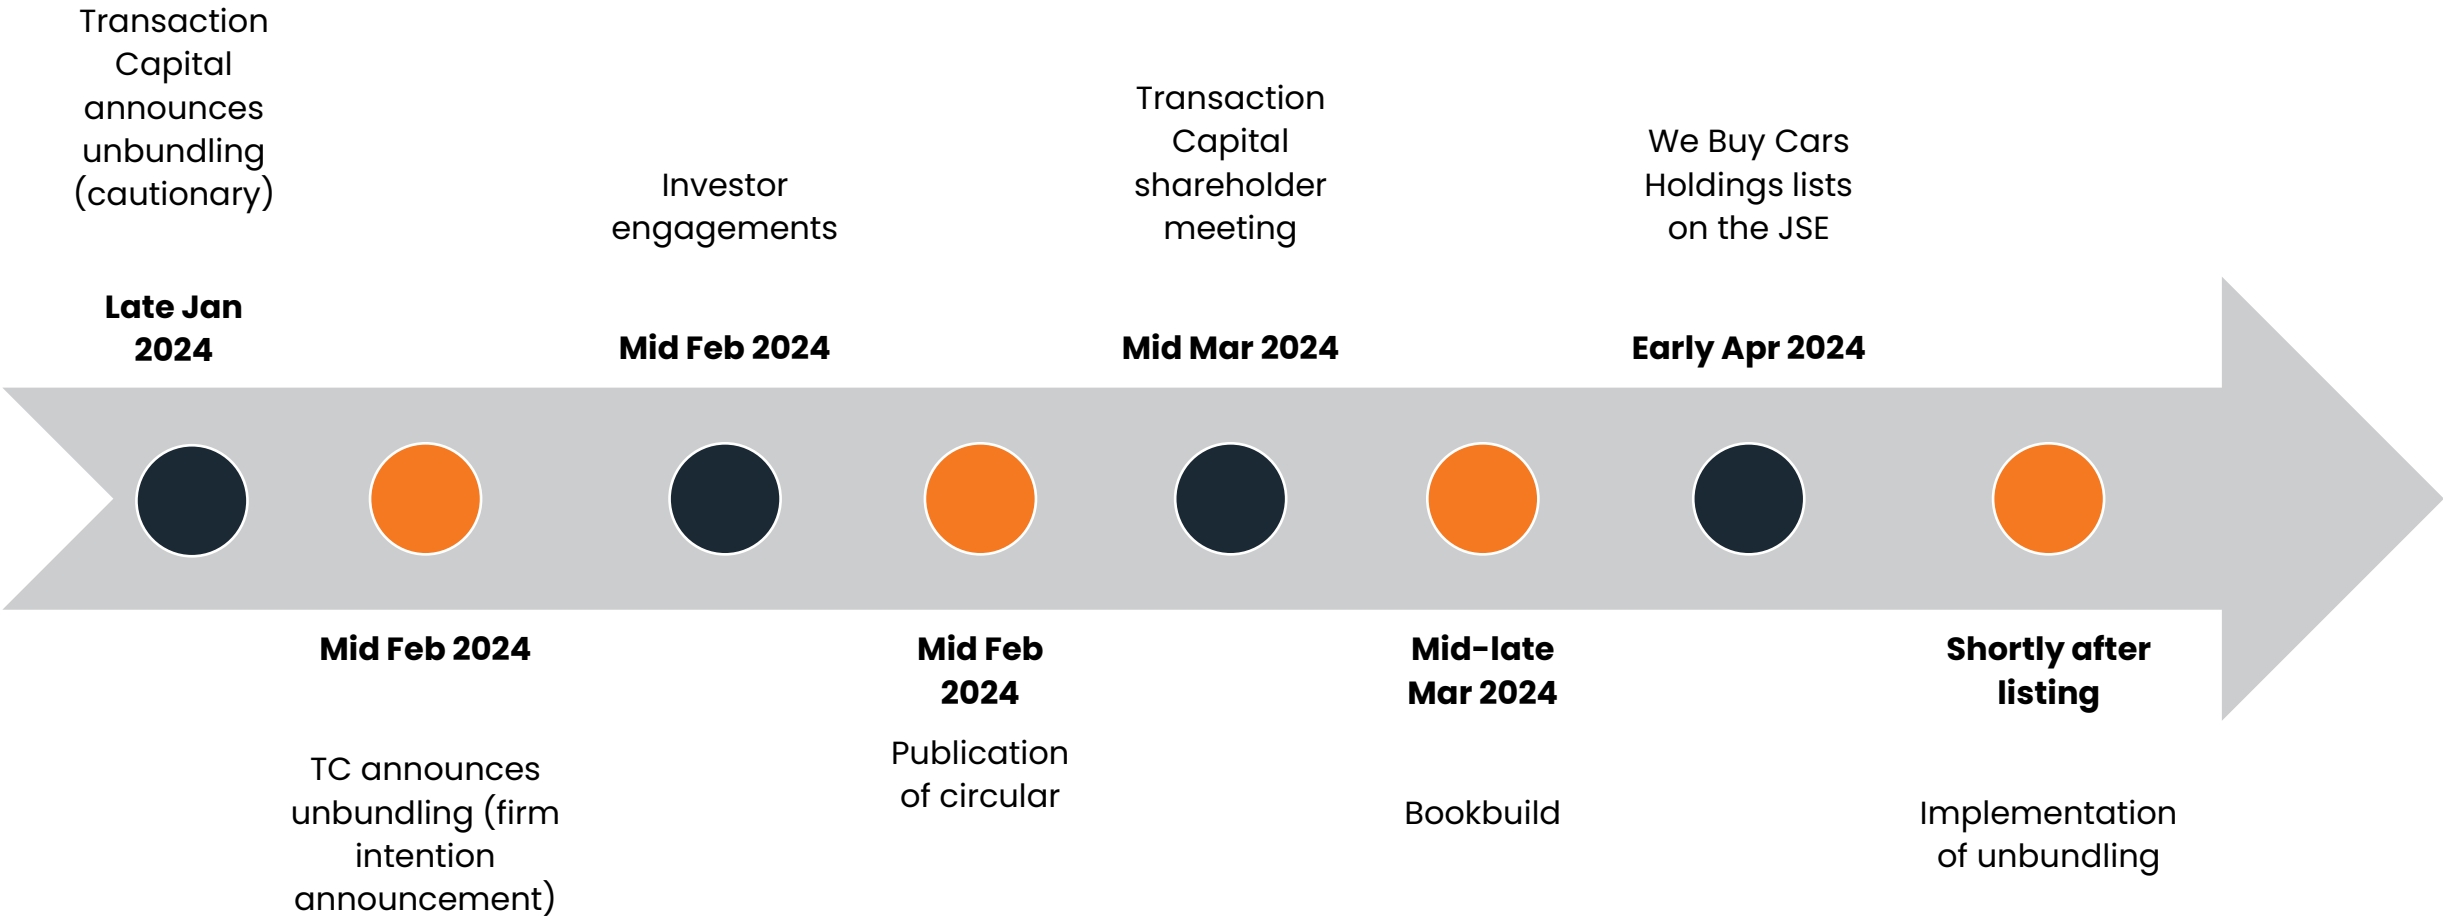 Transaction
Capital
announces
unbundling
(cautionary)
Late Jan
2024
Mid Feb 2024
TC announces
unbundling (firm
intention
announcement)
Investor
engagements
Mid Feb 2024
Mid Feb
2024
Publication
of circular
Transaction
Capital
shareholder
meeting
Mid Mar 2024
Mid-late
Mar 2024
Bookbuild
We Buy Cars
Holdings lists
on the JSE
Early Apr 2024
Shortly after
listing
Implementation
of unbundling